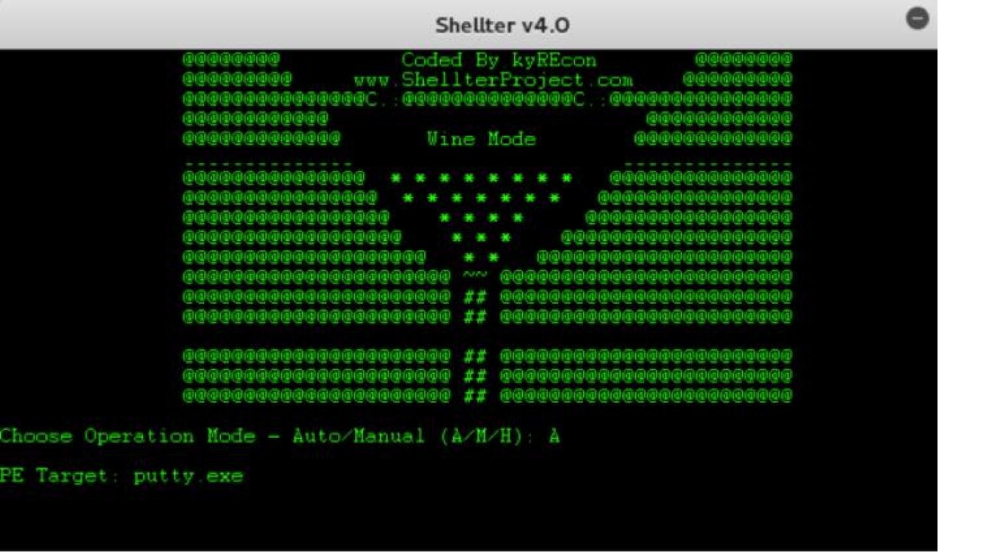 Shellter v4.0
@@@@@@@@ Coded By kyREcon @@@@@@@@
@@@@@@@@@ www.ShellterProject.com @@@@@@@@@
@@@@@@@@@@@@@@@C.:@@@@@@@@@@@@@@C.:@@@@@@@@@@@@@@@
@@@@@@@@@@@@ @@@@@@@@@@@@
@@@@@@@@@@@@@ Wine Mode @@@@@@@@@@@@@
-------------- --------------
@@@@@@@@@@@@@@@ * * * * * * * * @@@@@@@@@@@@@@@
@@@@@@@@@@@@@@@@ * * * * * * * @@@@@@@@@@@@@@@@
@@@@@@@@@@@@@@@@@ * * * * @@@@@@@@@@@@@@@@@
@@@@@@@@@@@@@@@@@@ * * * @@@@@@@@@@@@@@@@@@@
@@@@@@@@@@@@@@@@@@@@ * * @@@@@@@@@@@@@@@@@@@@@
@@@@@@@@@@@@@@@@@@@@@@ ~~ @@@@@@@@@@@@@@@@@@@@@@@@
@@@@@@@@@@@@@@@@@@@@@@ ## @@@@@@@@@@@@@@@@@@@@@@@@
@@@@@@@@@@@@@@@@@@@@@@ ## @@@@@@@@@@@@@@@@@@@@@@@@
@@@@@@@@@@@@@@@@@@@@@@ ## @@@@@@@@@@@@@@@@@@@@@@@@
@@@@@@@@@@@@@@@@@@@@@@ ## @@@@@@@@@@@@@@@@@@@@@@@@
@@@@@@@@@@@@@@@@@@@@@@ ## @@@@@@@@@@@@@@@@@@@@@@@@
Choose Operation Mode - Auto/Manual (A/M/H): A
PE Target: putty.exe